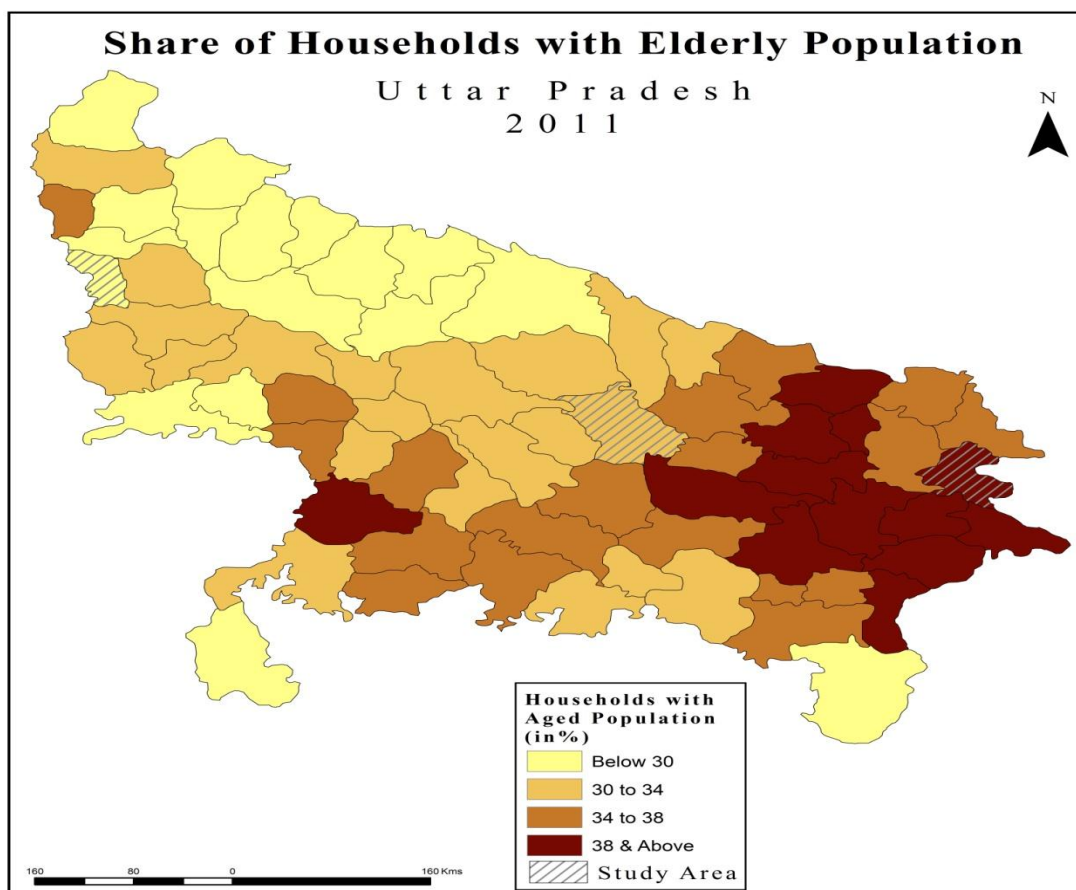 Share of Households with Elderly Population
Uttar Pradesh
2011
N
Households with
Aged Population
(in%)
Below 30
30 to 34
34 to 38
38 & Above
Study Area
160 80 0 160 Kms